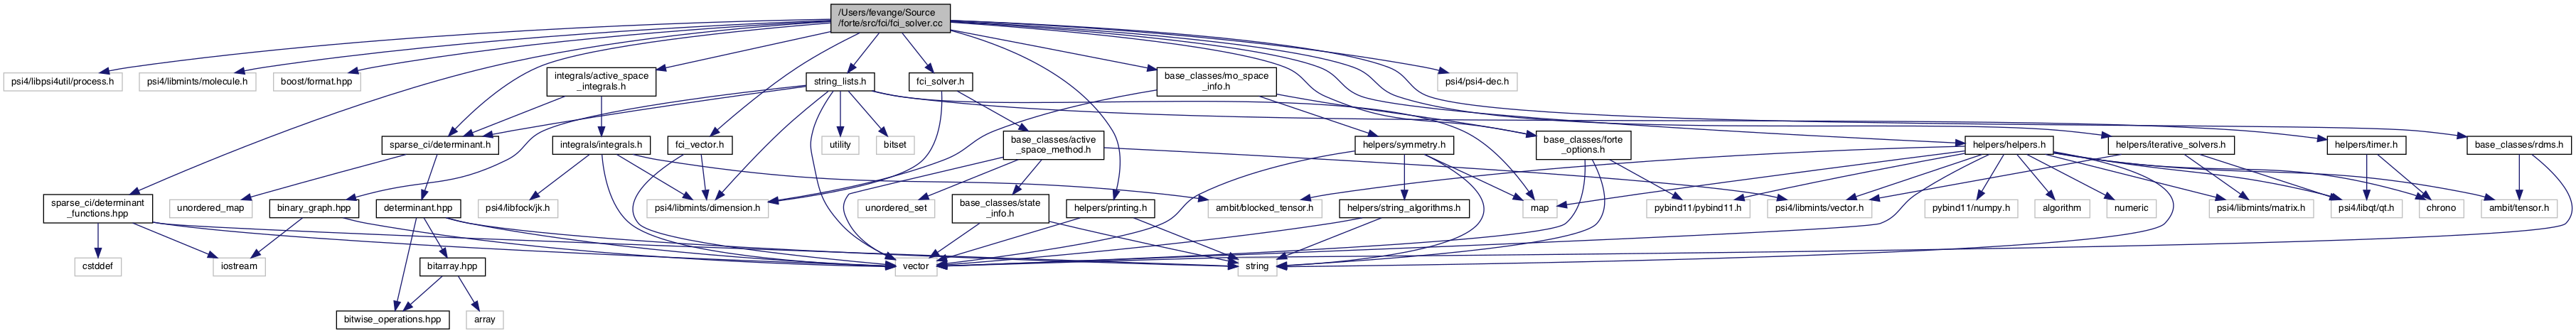 /Users/fevange/Source
/forte/src/fci/fci_solver.cc
psi4/libpsi4util/process.h
psi4/libmints/molecule.h
boost/format.hpp
integrals/active_space
_integrals.h
string_lists.h
fci_solver.h
base_classes/mo_space
_info.h
psi4/psi4-dec.h
sparse_ci/determinant.h
integrals/integrals.h
fci_vector.h
utility
bitset
base_classes/active
_space_method.h
helpers/symmetry.h
base_classes/forte
_options.h
helpers/helpers.h
helpers/iterative_solvers.h
helpers/timer.h
base_classes/rdms.h
sparse_ci/determinant
_functions.hpp
unordered_map
binary_graph.hpp
determinant.hpp
psi4/libfock/jk.h
psi4/libmints/dimension.h
unordered_set
base_classes/state
_info.h
helpers/printing.h
ambit/blocked_tensor.h
helpers/string_algorithms.h
map
pybind11/pybind11.h
psi4/libmints/vector.h
pybind11/numpy.h
algorithm
numeric
psi4/libmints/matrix.h
psi4/libqt/qt.h
chrono
ambit/tensor.h
cstddef
iostream
bitarray.hpp
vector
string
bitwise_operations.hpp
array